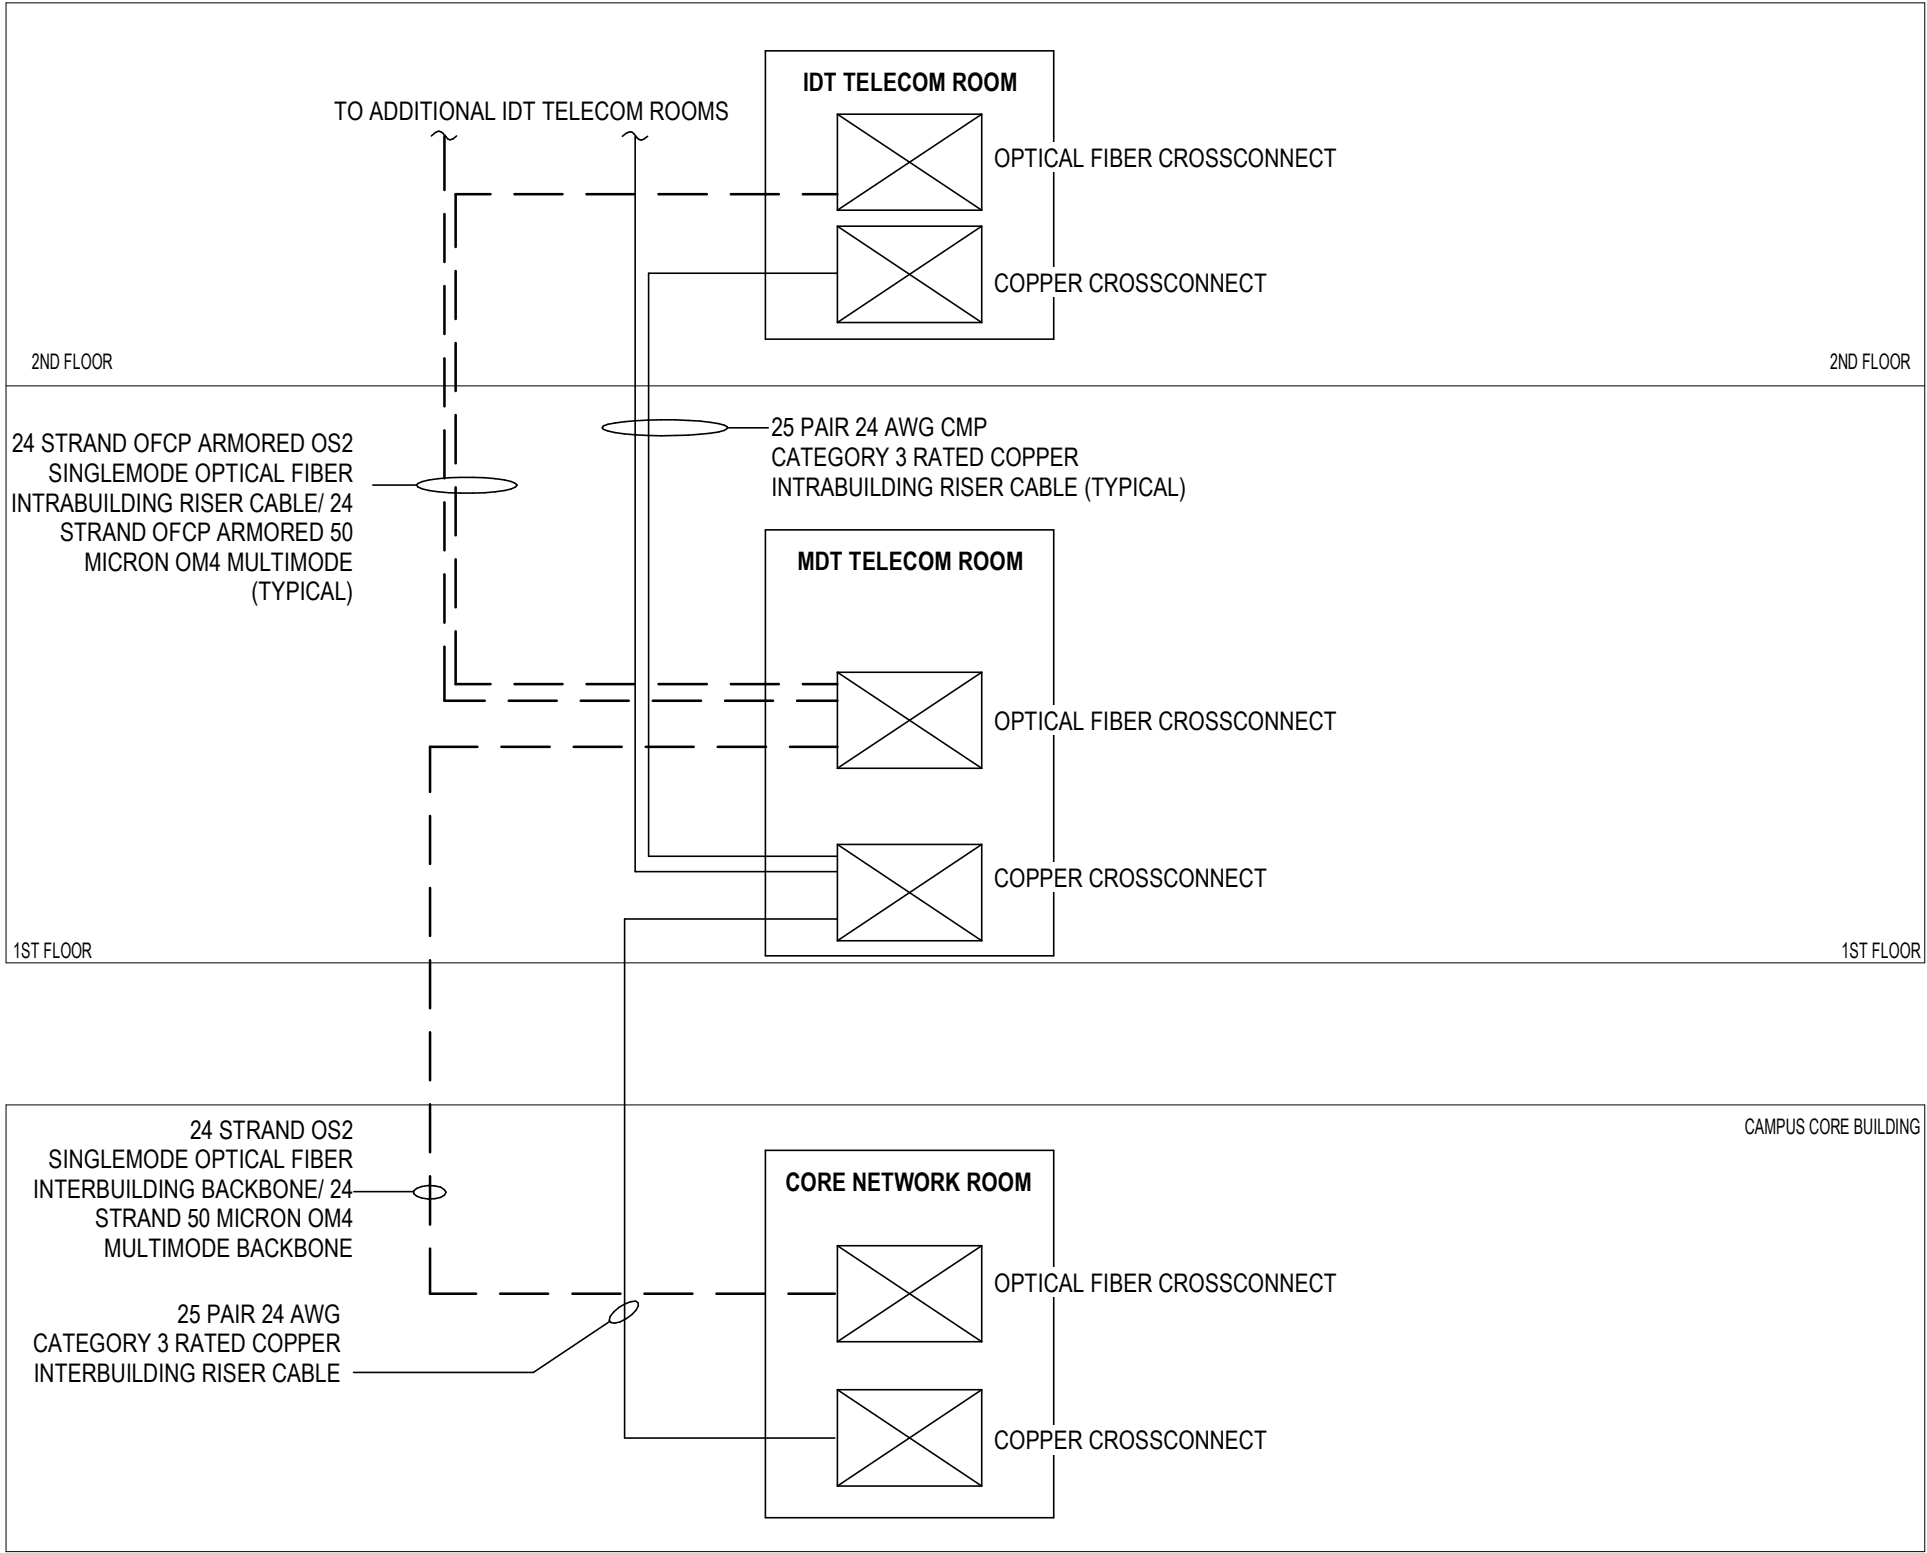 IDT TELECOM ROOM
TO ADDITIONAL IDT TELECOM ROOMS
OPTICAL FIBER CROSSCONNECT
COPPER CROSSCONNECT
2ND FLOOR
2ND FLOOR
24 STRAND OFCP ARMORED OS2
SINGLEMODE OPTICAL FIBER
INTRABUILDING RISER CABLE/ 24
STRAND OFCP ARMORED 50
MICRON OM4 MULTIMODE
(TYPICAL)
25 PAIR 24 AWG CMP
CATEGORY 3 RATED COPPER
INTRABUILDING RISER CABLE (TYPICAL)
MDT TELECOM ROOM
OPTICAL FIBER CROSSCONNECT
COPPER CROSSCONNECT
1ST FLOOR
1ST FLOOR
CAMPUS CORE BUILDING
24 STRAND OS2
SINGLEMODE OPTICAL FIBER
INTERBUILDING BACKBONE/ 24
STRAND 50 MICRON OM4
MULTIMODE BACKBONE
CORE NETWORK ROOM
OPTICAL FIBER CROSSCONNECT
25 PAIR 24 AWG
CATEGORY 3 RATED COPPER
INTERBUILDING RISER CABLE
COPPER CROSSCONNECT